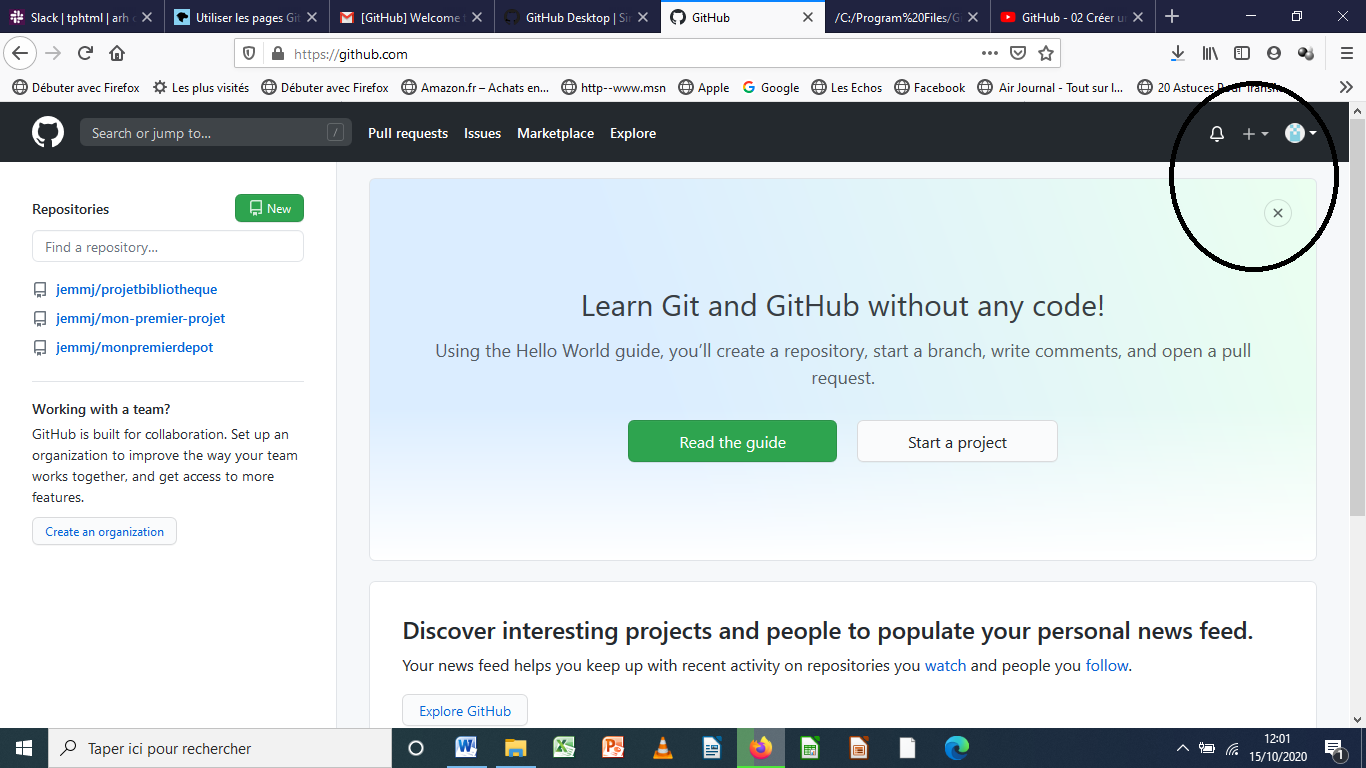 Slack | tphtml | arh
Utiliser les pages Git
[GitHub] Welcome t
GitHub Desktop | Si
GitHub
/C:/Program%20Files/G
GitHub - 02 Créer u
https://github.com
Débuter avec Firefox
Les plus visités
Débuter avec Firefox
Amazon.fr – Achats en...
http--www.msn
Apple
Google
Les Echos
Facebook
Air Journal - Tout sur l...
20 Astuces Pour Transf
Search or jump to...
/
Pull requests
Issues
Marketplace
Explore
Repositories
New
Find a repository...
jemmj/projetbibliotheque
jemmj/mon-premier-projet
jemmj/monpremierdepot
Working with a team?
GitHub is built for collaboration. Set up an
organization to improve the way your team
works together, and get access to more
features.
Create an organization
Learn Git and GitHub without any code!
Using the Hello World guide, you’ll create a repository, start a branch, write comments, and open a pull
request.
Read the guide
Start a project
Discover interesting projects and people to populate your personal news feed.
Your news feed helps you keep up with recent activity on repositories you watch and people you follow.
Explore GitHub
Taper ici pour rechercher
12:01
15/10/2020
1